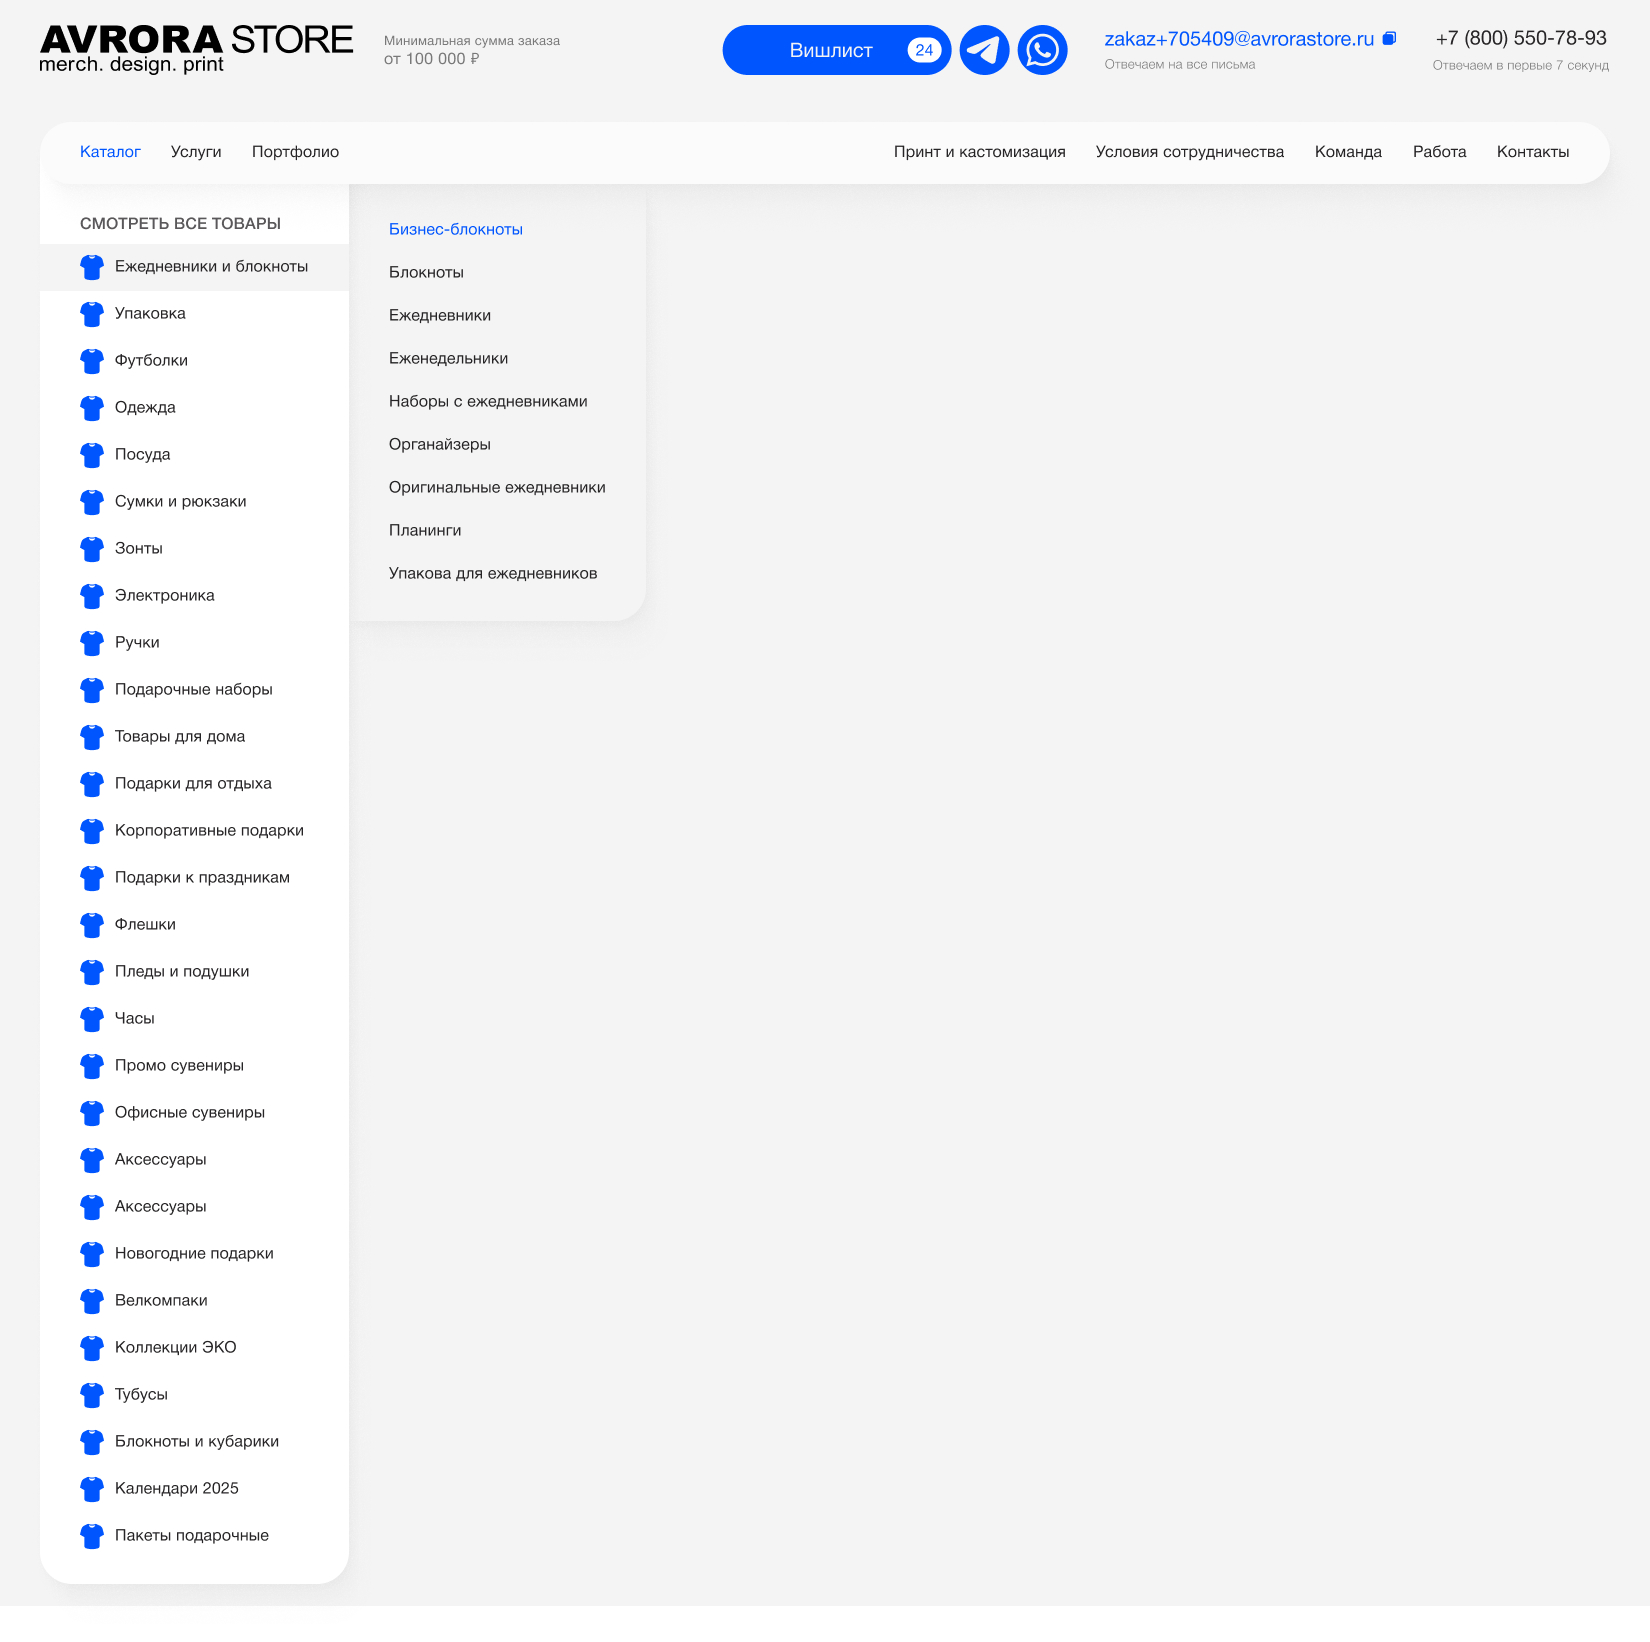 AVRORA STORE
merch. design. print
Минимальная сумма заказа
от 100 000 ₽
Вишлист 24
zakaz+705409@avrorastore.ru
Отвечаем на все письма
+7 (800) 550-78-93
Отвечаем в первые 7 секунд
Каталог Услуги Портфолио Принт и кастомизация Условия сотрудничества Команда Работа Контакты
СМОТРЕТЬ ВСЕ ТОВАРЫ
Ежедневники и блокноты
Упаковка
Футболки
Одежда
Посуда
Сумки и рюкзаки
Зонты
Электроника
Ручки
Подарочные наборы
Товары для дома
Подарки для отдыха
Корпоративные подарки
Подарки к праздникам
Флешки
Пледы и подушки
Часы
Промо сувениры
Офисные сувениры
Аксессуары
Аксессуары
Новогодние подарки
Велкомпаки
Коллекции ЭКО
Тубусы
Блокноты и кубарики
Календари 2025
Пакеты подарочные
Бизнес-блокноты
Блокноты
Ежедневники
Еженедельники
Наборы с ежедневниками
Органайзеры
Оригинальные ежедневники
Планинги
Упакова для ежедневников